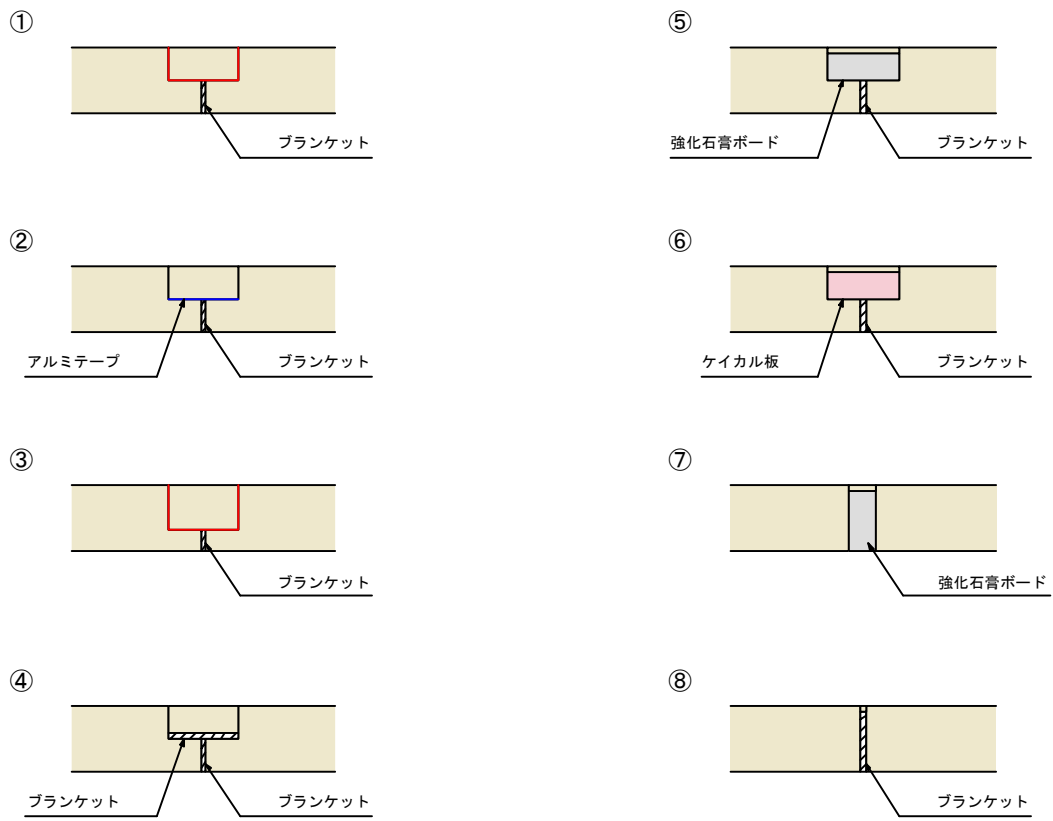 ①
ブランケット
②
アルミテープ
ブランケット
③
ブランケット
④
ブランケット
ブランケット
⑤
強化石膏ボード
ブランケット
⑥
ケイカル板
ブランケット
⑦
強化石膏ボード
⑧
ブランケット